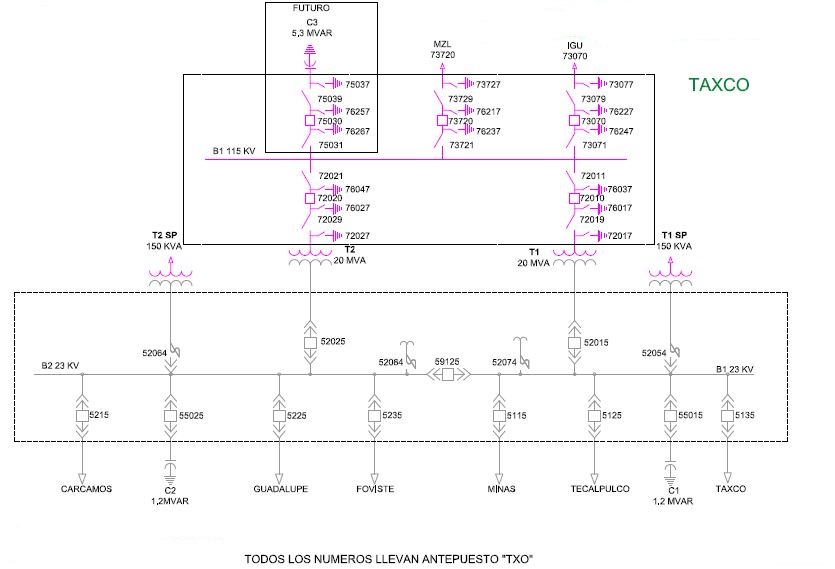 FUTURO
C3
5,3 MVAR
MZL
73720
IGU
73070
TAXCO
75037
73727
73077
75039
73729
73079
76257
76217
76227
75030
73720
73070
76267
76237
76247
75031
73721
73071
B1 115 KV
72021
72011
76047
76037
72020
72010
76027
76017
72029
72019
72027
72017
T2 SP
150 KVA
T2
20 MVA
T1
20 MVA
T1 SP
150 KVA
52025
52015
52064
52084
59125
52074
52054
B2 23 KV
B1 23 KV
5215
55025
5225
5235
5115
5125
55015
5135
CARCAMOS
C2
1,2MVAR
GUADALUPE
FOVISTE
MINAS
TECALPULCO
C1
1,2 MVAR
TAXCO
TODOS LOS NUMEROS LLEVAN ANTEPUESTO "TXO"